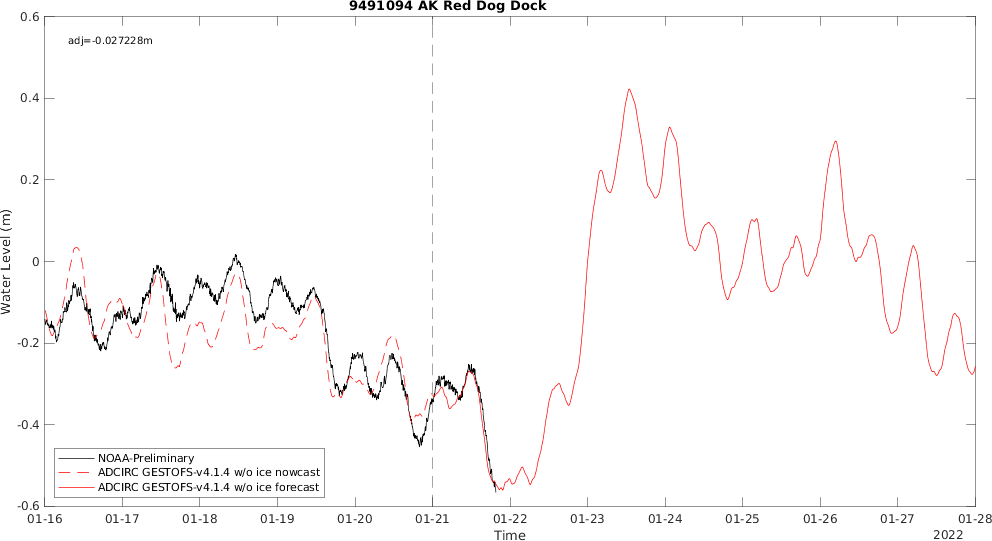 9491094 AK Red Dog Dock
adj=-0.027228m
Water Level (m)
0.6
0.4
0.2
0
-0.2
-0.4
-0.6
NOAA-Preliminary
ADCIRC GESTOFS-v4.1.4 w/o ice nowcast
ADCIRC GESTOFS-v4.1.4 w/o ice forecast
01-16 01-17 01-18 01-19 01-20 01-21 01-22 01-23 01-24 01-25 01-26 01-27 01-28
Time
2022